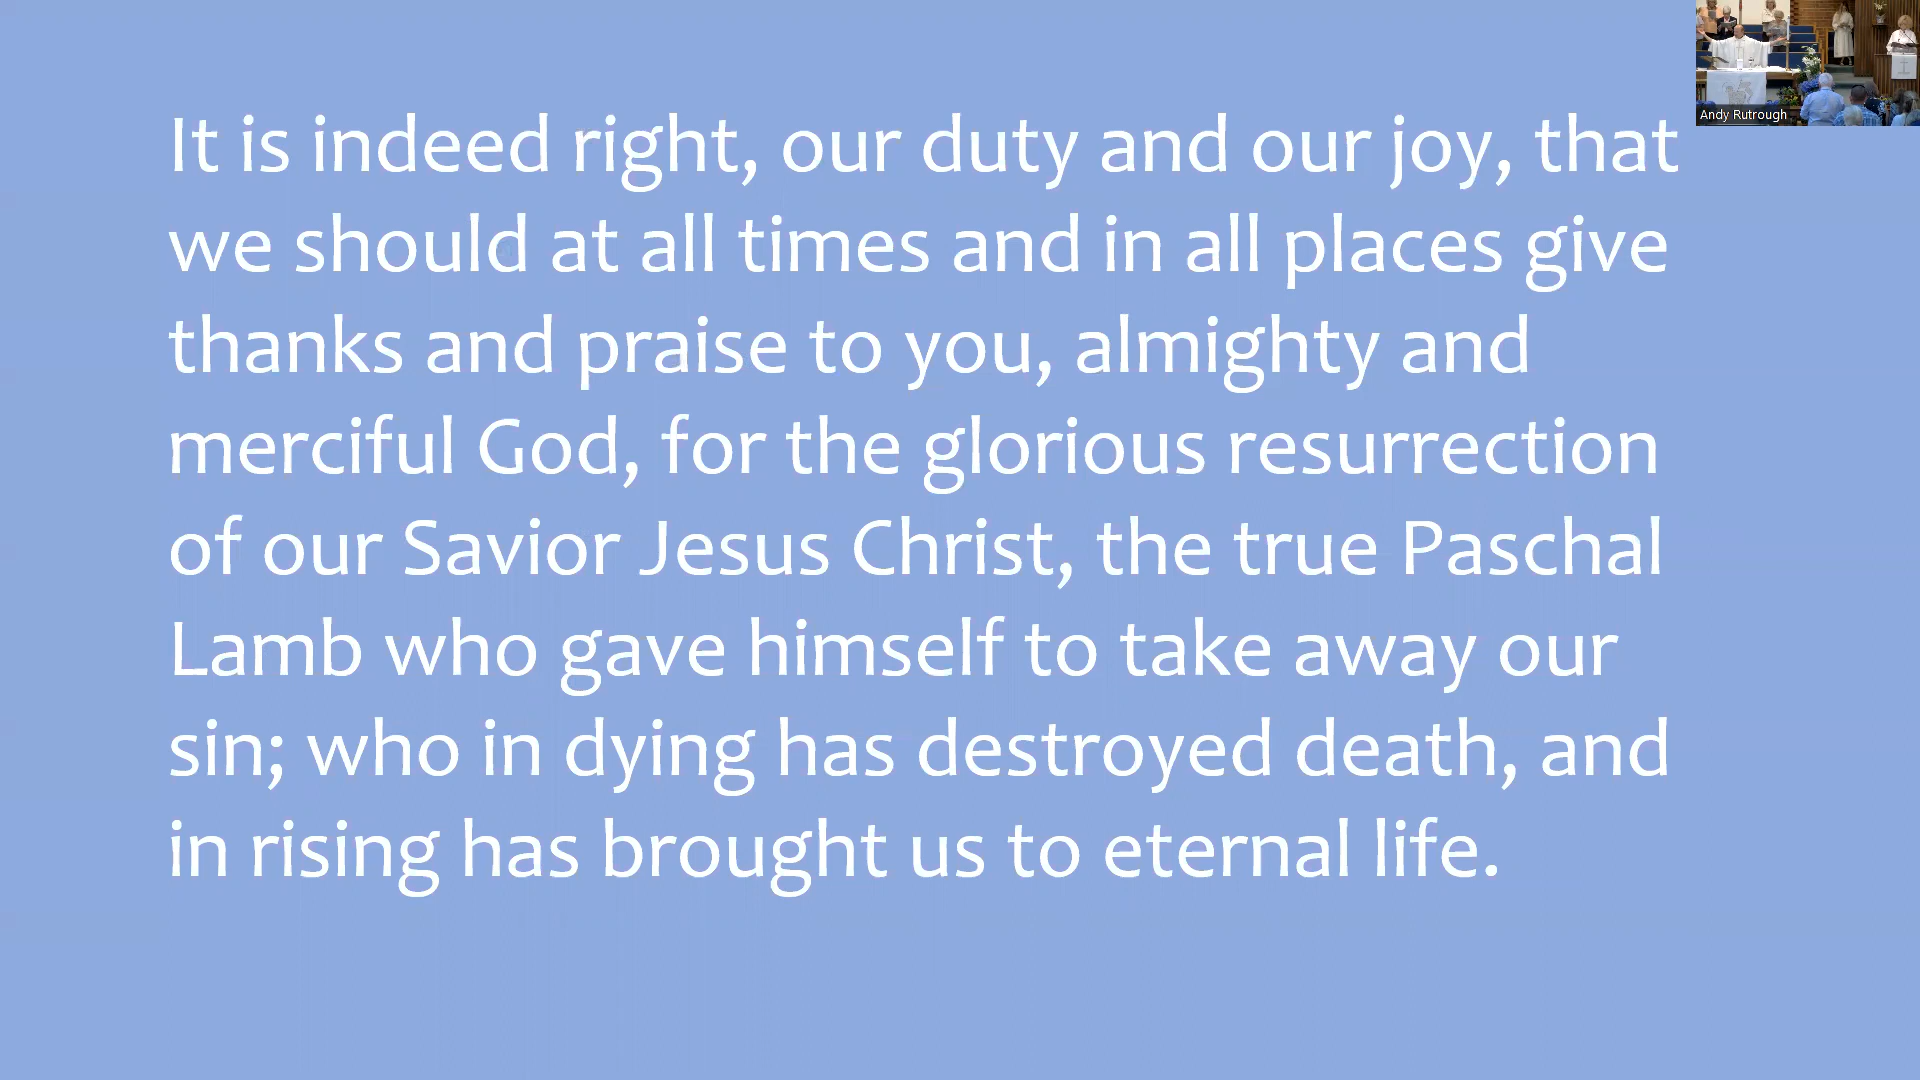 It is indeed right, our duty and our joy, that
we should at all times and in all places give
thanks and praise to you, almighty and
merciful God, for the glorious resurrection
of our Savior Jesus Christ, the true Paschal
Lamb who gave himself to take away our
sin; who in dying has destroyed death, and
in rising has brought us to eternal life.
Andy Rutrough